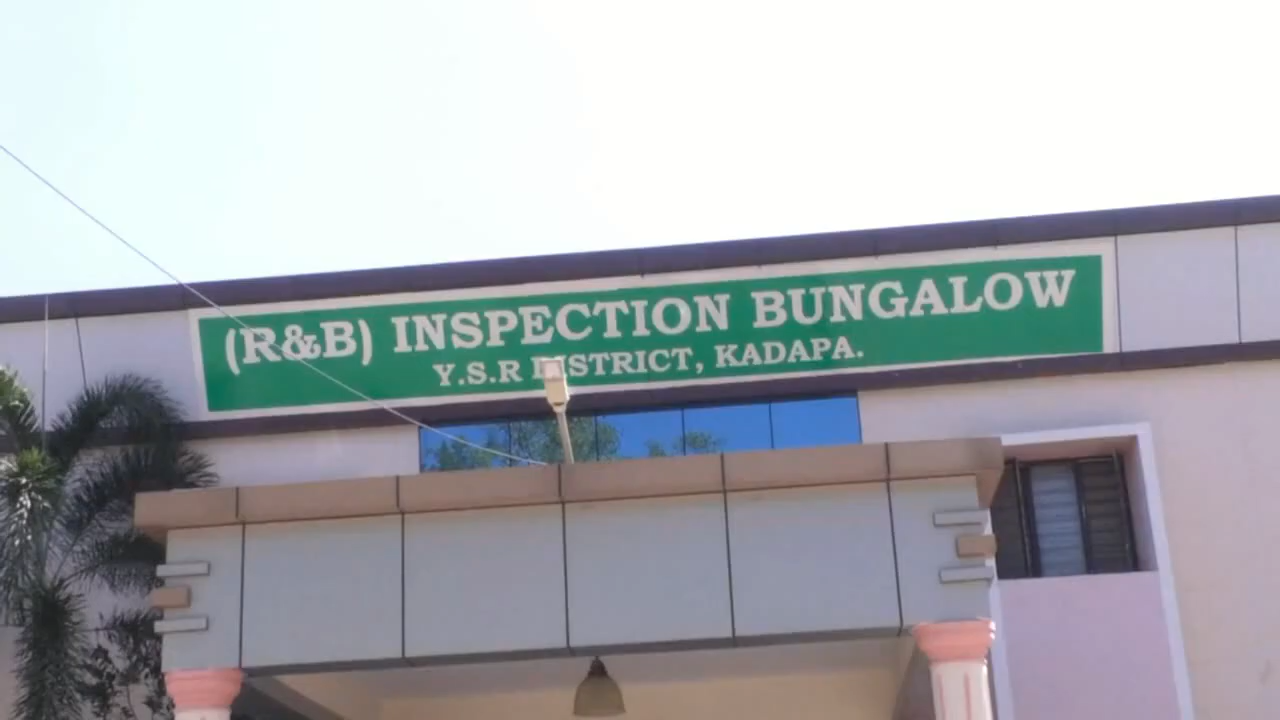 (R&B) INSPECTION BUNGALOW
Y.S.R DISTRICT, KADAPA.